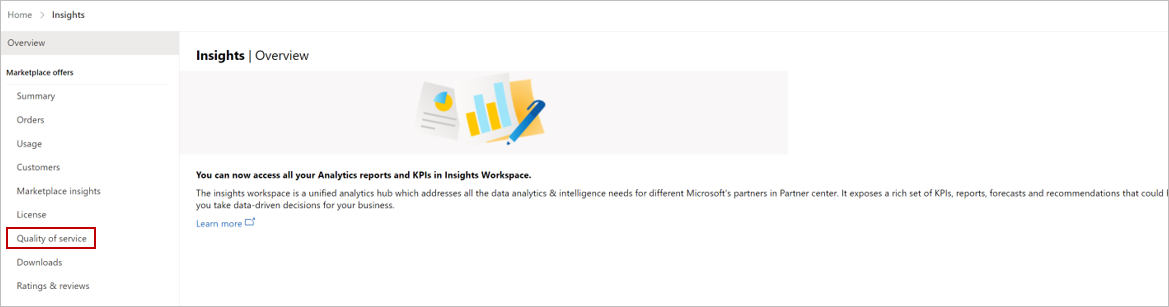 Home > Insights
Overview
Marketplace offers
Summary
Orders
Usage
Customers
Marketplace insights
License
Quality of service
Downloads
Ratings & reviews
Insights | Overview
You can now access all your Analytics reports and KPIs in Insights Workspace.
The insights workspace is a unified analytics hub which addresses all the data analytics & intelligence needs for different Microsoft's partners in Partner center. It exposes a rich set of KPIs, reports, forecasts and recommendations that could
you take data-driven decisions for your business.
Learn more